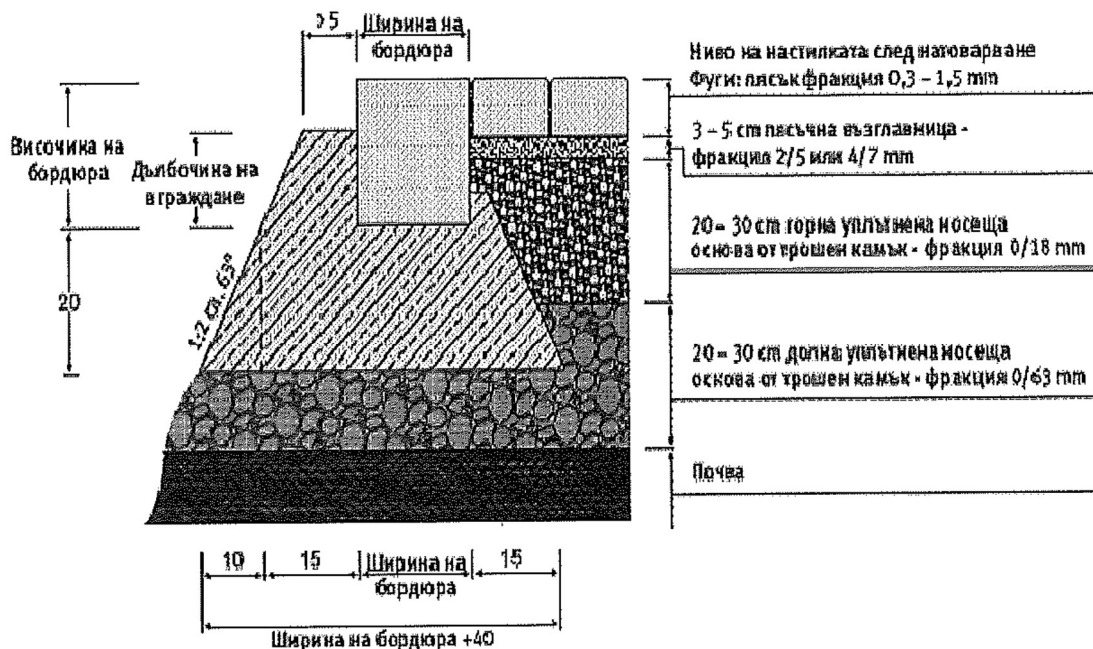 Ширина на
бордюра
Ниво на настилката след натоварване
Фуги: пясък фракция 0,3 – 1,5 mm
3 – 5 cm пясъчна възглавница -
фракция 2/5 или 4/7 mm
Височина на
бордюра
Дълбочина на
вграждане
20 – 30 cm горна уплътнена носеща
основа от трошен камък - фракция 0/18 mm
20
20 – 30 cm долна уплътнена носеща
основа от трошен камък - фракция 0/63 mm
Почва
10
15
Ширина на
бордюра
15
Ширина на бордюра +40